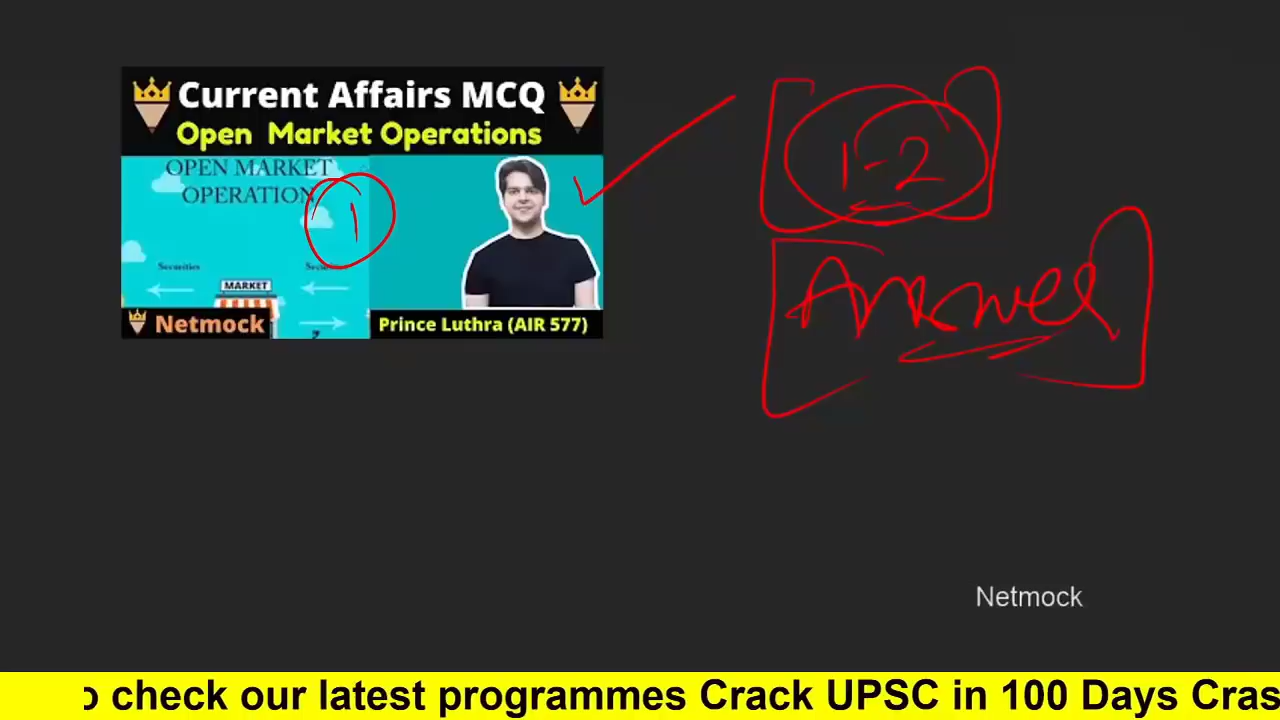 Current Affairs MCQ
Open Market Operations
OPEN MARKET
OPERATION
1
Securities
MARKET
Netmock
Prince Luthra (AIR 577)
1-2
Answer
Netmock
o check our latest programmes Crack UPSC in 100 Days Cras